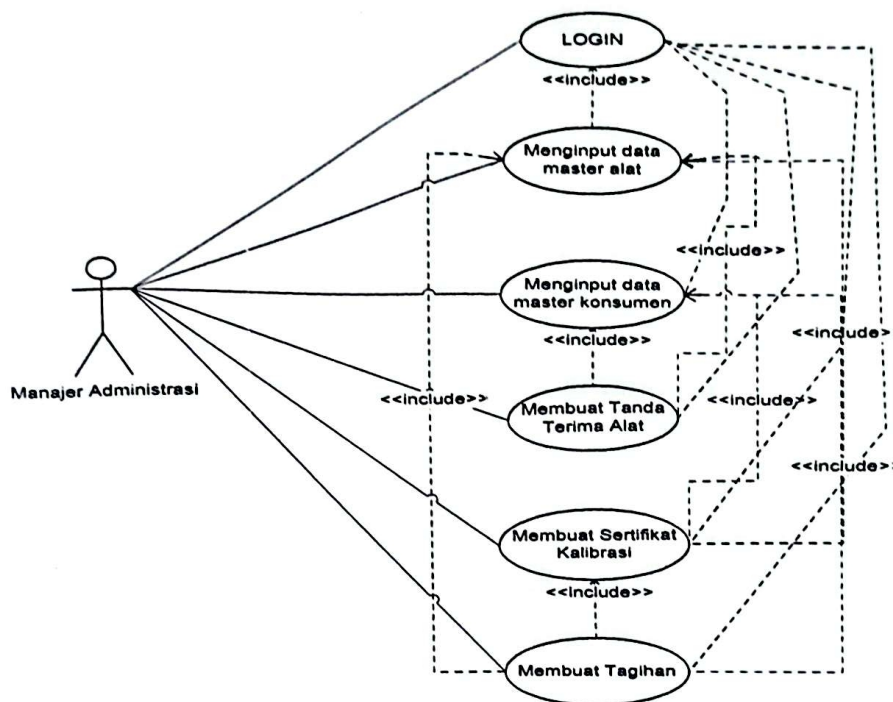 LOGIN
<<include>>
Menginput data
master alat
<<include>>
Menginput data
master konsumen
<<include>>
<<include>>
Manajer Administrasi
<<include>>
Membuat Tanda
Terima Alat
<<include>>
<<include>>
Membuat Sertifikat
Kalibrasi
<<include>>
Membuat Tagihan